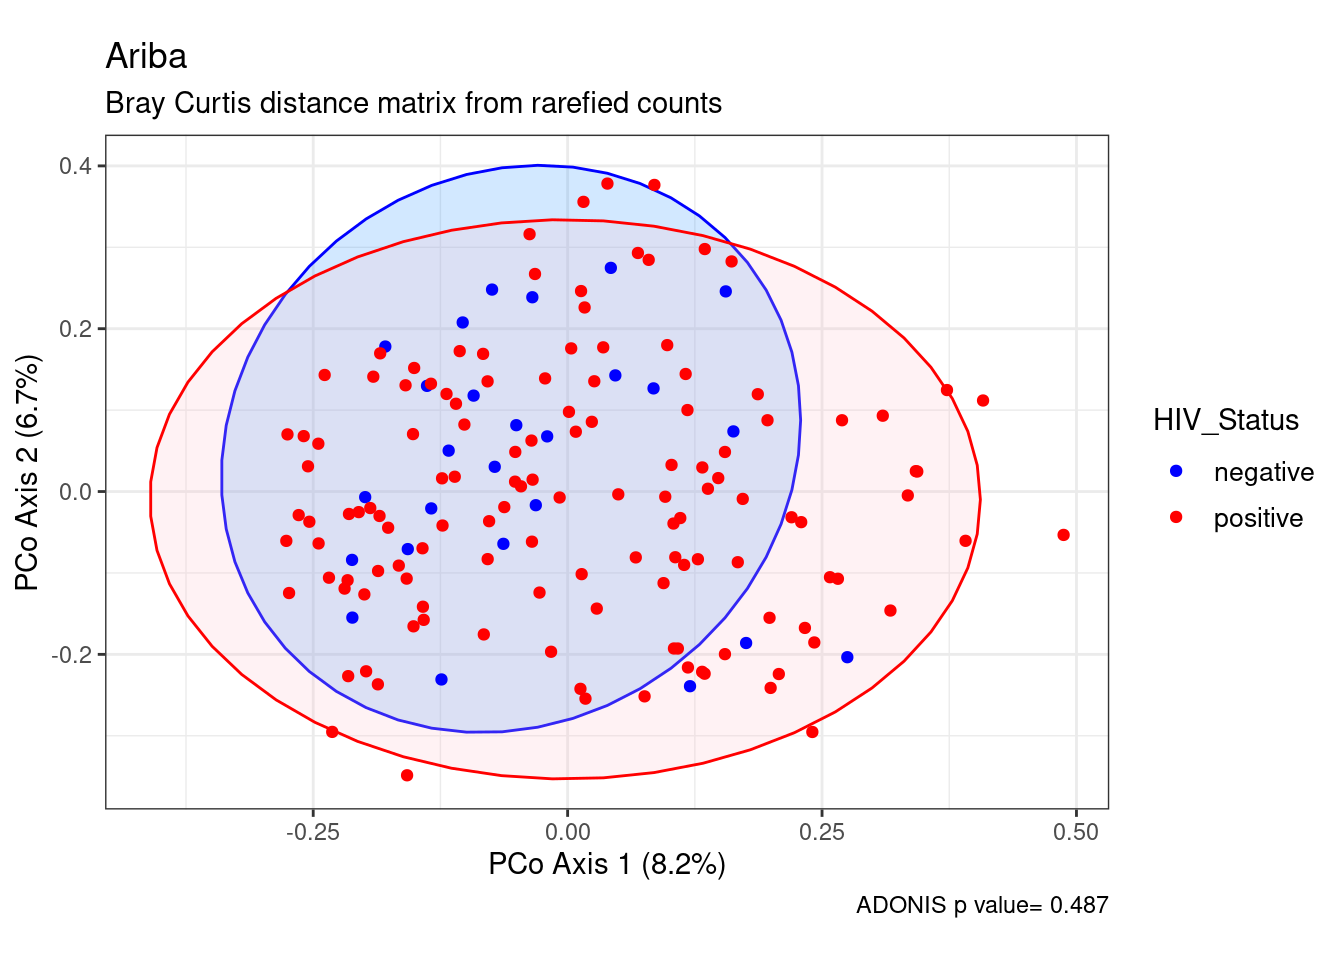 Ariba
Bray Curtis distance matrix from rarefied counts
PCo Axis 2 (6.7%)
0.4
0.2
0.0
-0.2
-0.25
0.00
0.25
0.50
PCo Axis 1 (8.2%)
HIV_Status
negative
positive
ADONIS p value= 0.487